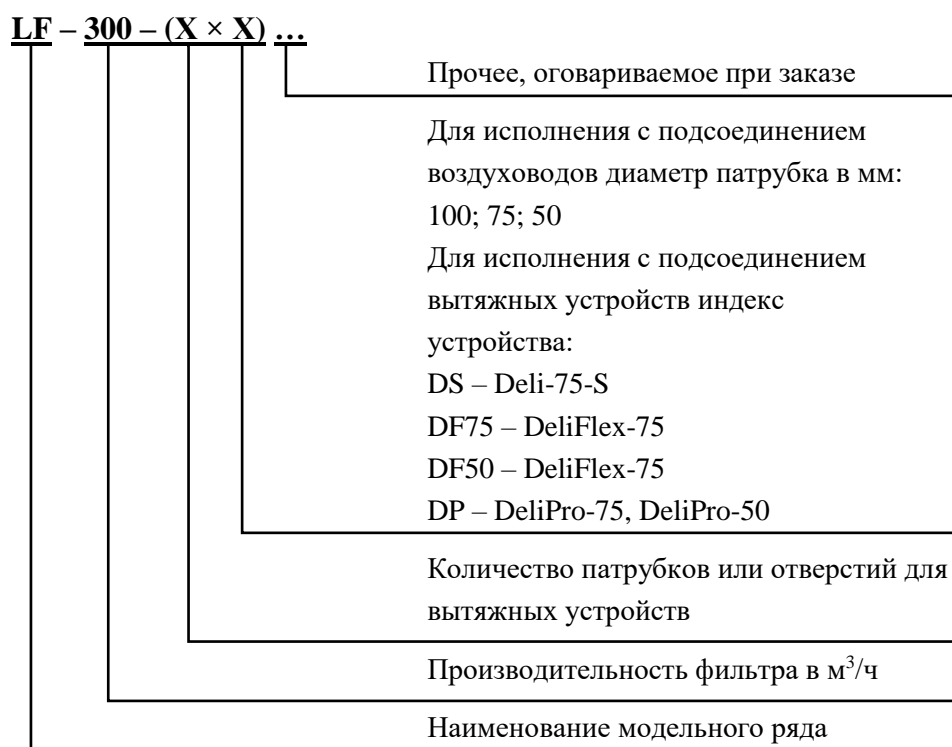 LF – 300 – (X × X) …
Прочее, оговариваемое при заказе
Для исполнения с подсоединением
воздуховодов диаметр патрубка в мм:
100; 75; 50
Для исполнения с подсоединением
вытяжных устройств индекс
устройства:
DS – Deli-75-S
DF75 – DeliFlex-75
DF50 – DeliFlex-75
DP – DeliPro-75, DeliPro-50
Количество патрубков или отверстий для
вытяжных устройств
Производительность фильтра в м³/ч
Наименование модельного ряда